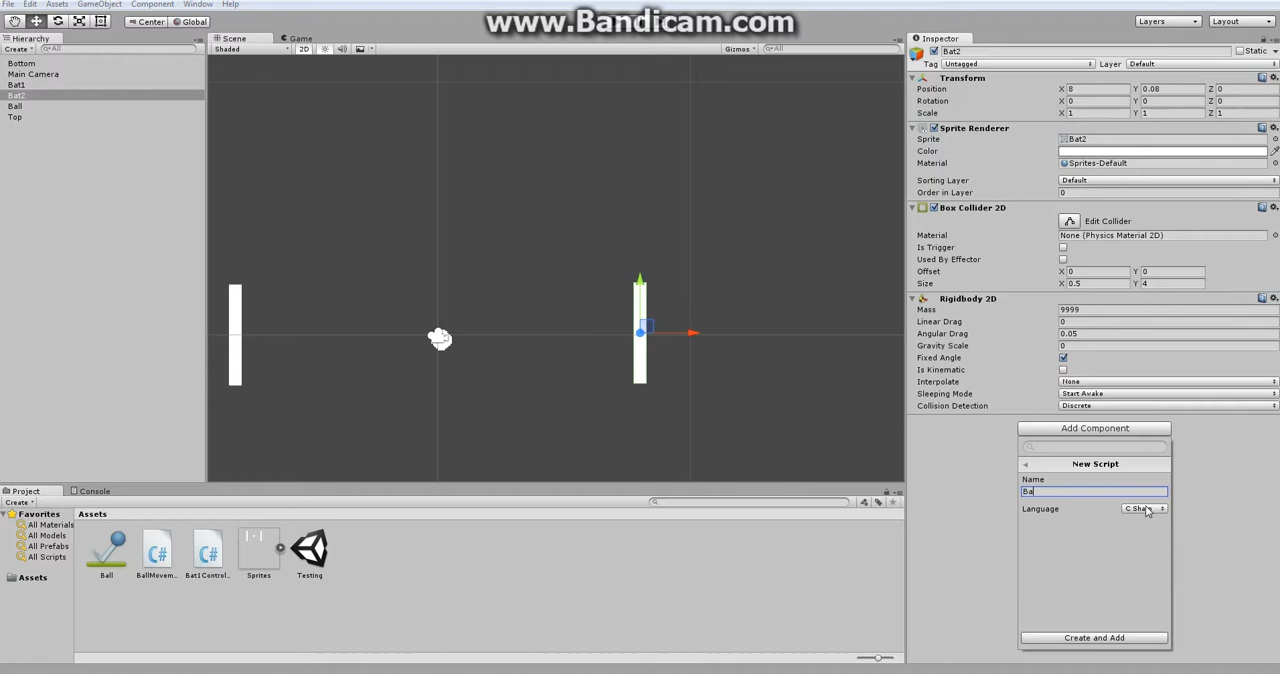 File Edit Assets GameObject Component Window Help
www.Bandicam.com
Center Global Layers Layout
Hierarchy
Create All
Bottom
Main Camera
Bat1
Bat2
Ball
Top
Scene Game
Shaded 2D Gizmos All
Inspector
Bat2 Static
Tag Untagged Layer Default
Transform
Position X 8 Y 0.08 Z 0
Rotation X 0 Y 0 Z 0
Scale X 1 Y 1 Z 1
Sprite Renderer
Sprite Bat2
Color
Material Sprites-Default
Sorting Layer Default
Order in Layer 0
Box Collider 2D
Edit Collider
Material None (Physics Material 2D)
Is Trigger
Used By Effector
Offset X 0 Y 0
Size X 0.5 Y 4
Rigidbody 2D
Mass 9999
Linear Drag 0
Angular Drag 0.05
Gravity Scale 0
Fixed Angle
Is Kinematic
Interpolate None
Sleeping Mode Start Awake
Collision Detection Discrete
Add Component
New Script
Name
Ba
Language C Sharp
Create and Add
Project Console
Create
Favorites
All Materials
All Models
All Prefabs
All Scripts
Assets
Assets
Ball BallMovem... Bat1Control... Sprites Testing
C# C#